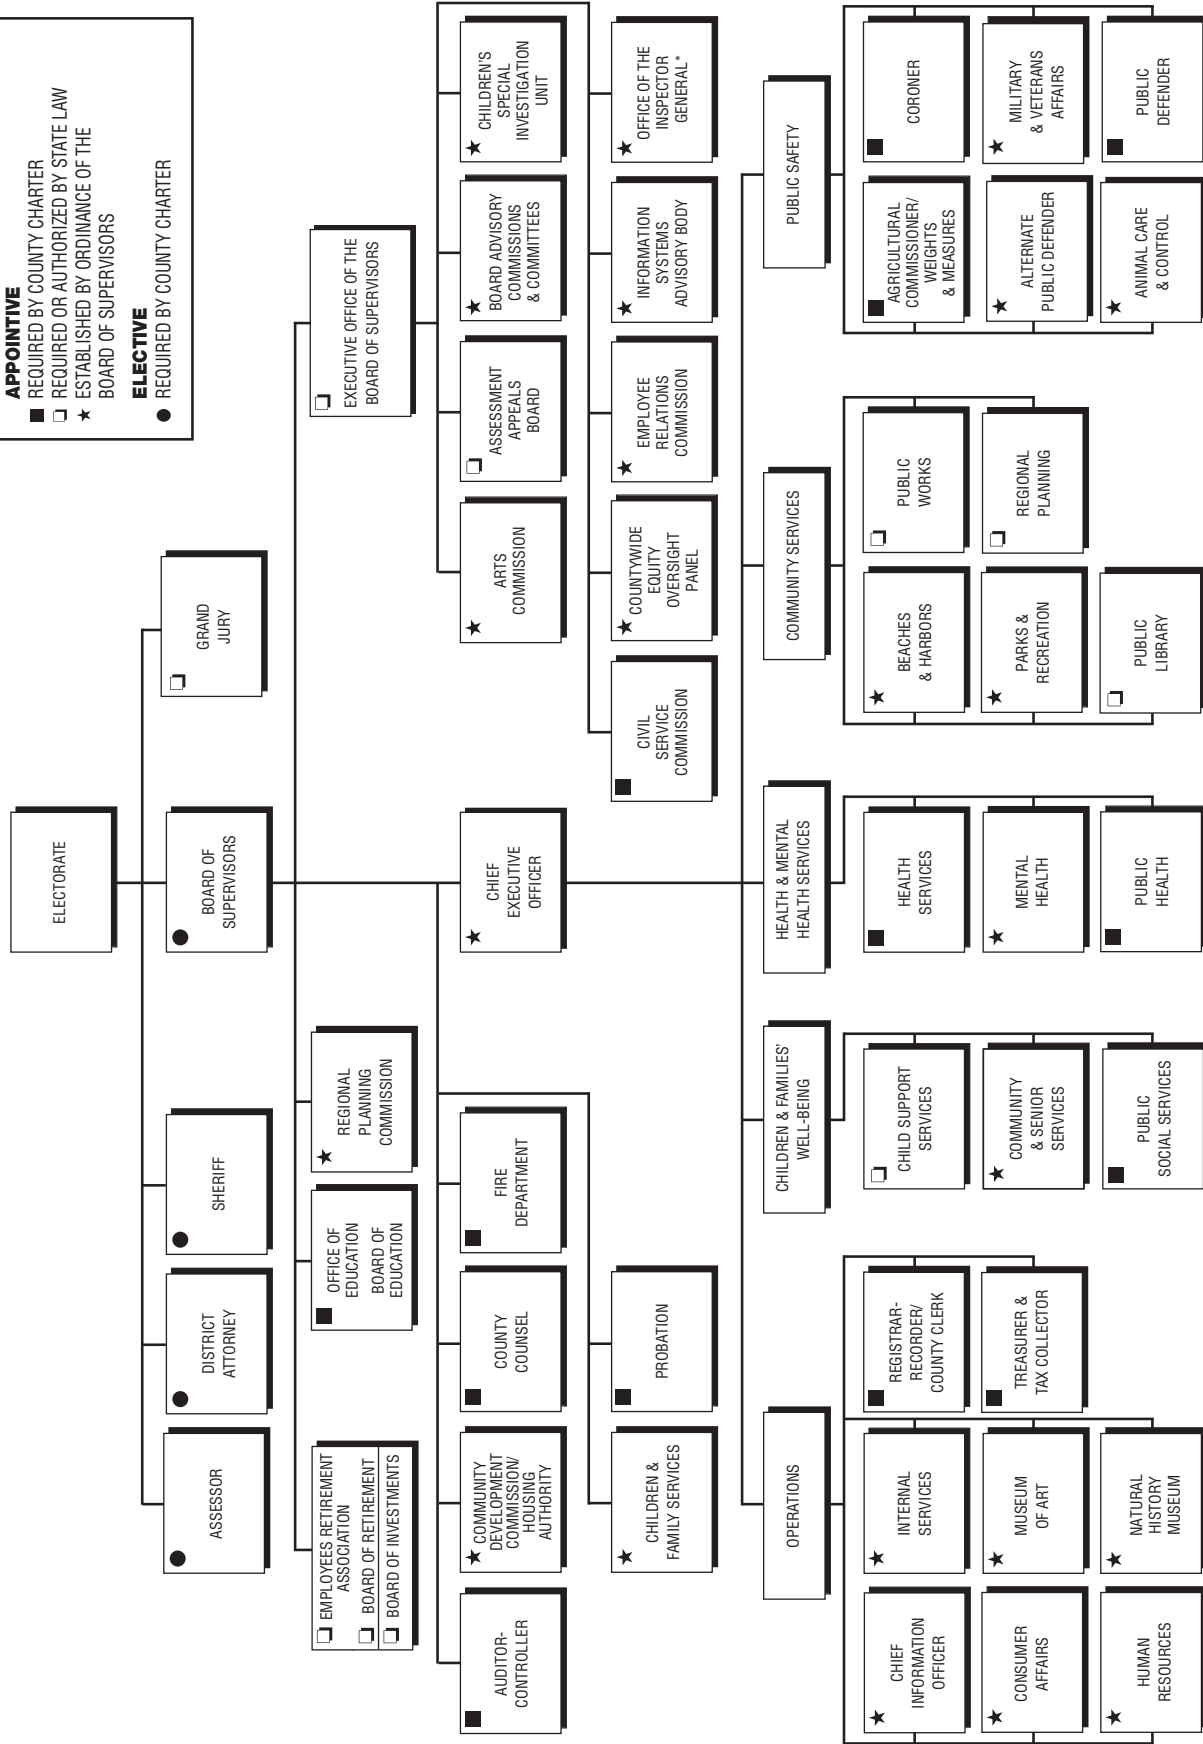 APPOINTIVE
■ REQUIRED BY COUNTY CHARTER
❏ REQUIRED OR AUTHORIZED BY STATE LAW
★ ESTABLISHED BY ORDINANCE OF THE
BOARD OF SUPERVISORS
ELECTIVE
● REQUIRED BY COUNTY CHARTER
ELECTORATE
● ASSESSOR
● DISTRICT
ATTORNEY
● SHERIFF
● BOARD OF
SUPERVISORS
❏ GRAND
JURY
❏ EMPLOYEES RETIREMENT
ASSOCIATION
❏ BOARD OF RETIREMENT
❏ BOARD OF INVESTMENTS
■ OFFICE OF
EDUCATION
BOARD OF
EDUCATION
★ REGIONAL
PLANNING
COMMISSION
❏ EXECUTIVE OFFICE OF THE
BOARD OF SUPERVISORS
■ AUDITOR-
CONTROLLER
★ COMMUNITY
DEVELOPMENT
COMMISSION/
HOUSING
AUTHORITY
■ COUNTY
COUNSEL
■ FIRE
DEPARTMENT
★ CHIEF
EXECUTIVE
OFFICER
★ ARTS
COMMISSION
❏ ASSESSMENT
APPEALS
BOARD
★ BOARD ADVISORY
COMMISSIONS
& COMMITTEES
★ CHILDREN'S
SPECIAL
INVESTIGATION
UNIT
★ CHILDREN &
FAMILY SERVICES
■ PROBATION
■ CIVIL
SERVICE
COMMISSION
★ COUNTYWIDE
EQUITY
OVERSIGHT
PANEL
★ EMPLOYEE
RELATIONS
COMMISSION
★ INFORMATION
SYSTEMS
ADVISORY BODY
★ OFFICE OF THE
INSPECTOR
GENERAL*
OPERATIONS
CHILDREN & FAMILIES'
WELL-BEING
HEALTH & MENTAL
HEALTH SERVICES
COMMUNITY SERVICES
PUBLIC SAFETY
★ CHIEF
INFORMATION
OFFICER
★ INTERNAL
SERVICES
■ REGISTRAR-
RECORDER/
COUNTY CLERK
❏ CHILD SUPPORT
SERVICES
■ HEALTH
SERVICES
★ BEACHES
& HARBORS
❏ PUBLIC
WORKS
■ AGRICULTURAL
COMMISSIONER/
WEIGHTS
& MEASURES
■ CORONER
★ CONSUMER
AFFAIRS
★ MUSEUM
OF ART
■ TREASURER &
TAX COLLECTOR
★ COMMUNITY
& SENIOR
SERVICES
★ MENTAL
HEALTH
★ PARKS &
RECREATION
❏ REGIONAL
PLANNING
★ ALTERNATE
PUBLIC DEFENDER
★ MILITARY
& VETERANS
AFFAIRS
★ HUMAN
RESOURCES
★ NATURAL
HISTORY
MUSEUM
■ PUBLIC
SOCIAL SERVICES
■ PUBLIC
HEALTH
❏ PUBLIC
LIBRARY
★ ANIMAL CARE
& CONTROL
■ PUBLIC
DEFENDER